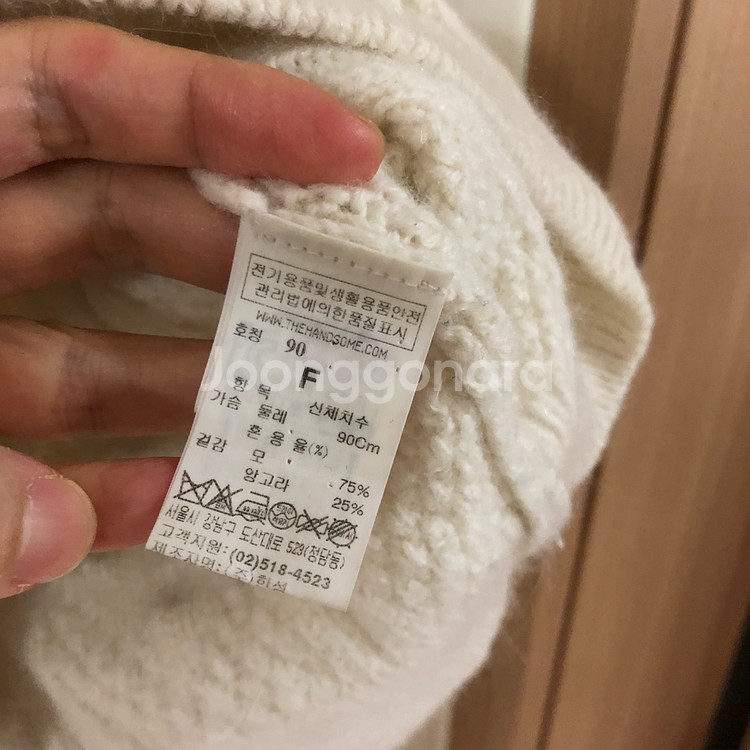 전기용품및생활용품안전
관리법에의한품질표시
WWW.THEHANDSOME.COM
호칭 90
F
Joonggonara
항 목 신체치수
가슴 둘레 90Cm
혼 용 율(%)
겉감 모 75%
앙고라 25%
서울시 강남구 도산대로 523(청담동)
고객지원: (02)518-4523
제조자명: (주)한섬